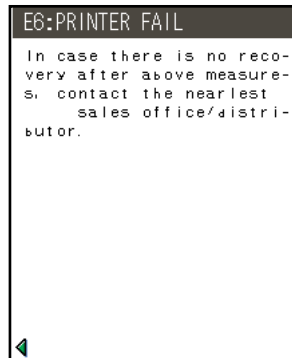 E6:PRINTER FAIL
In case there is no reco-
very after above measure-
s, contact the nearlest
sales office/distri-
butor.